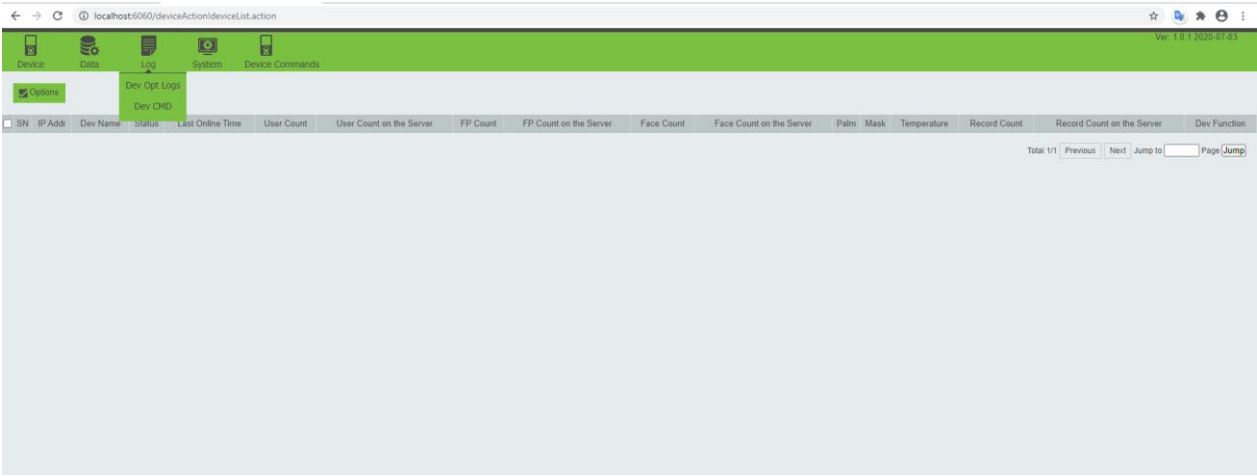 localhost:6060/deviceAction!deviceList.action
Ver: 1.0.1 2020-07-03
Device Data Log System Device Commands
Dev Opt Logs
Options
Dev CMD
SN IP Addr Dev Name Status Last Online Time User Count User Count on the Server FP Count FP Count on the Server Face Count Face Count on the Server Palm Mask Temperature Record Count Record Count on the Server Dev Function
Total 1/1 Previous Next Jump to Page Jump